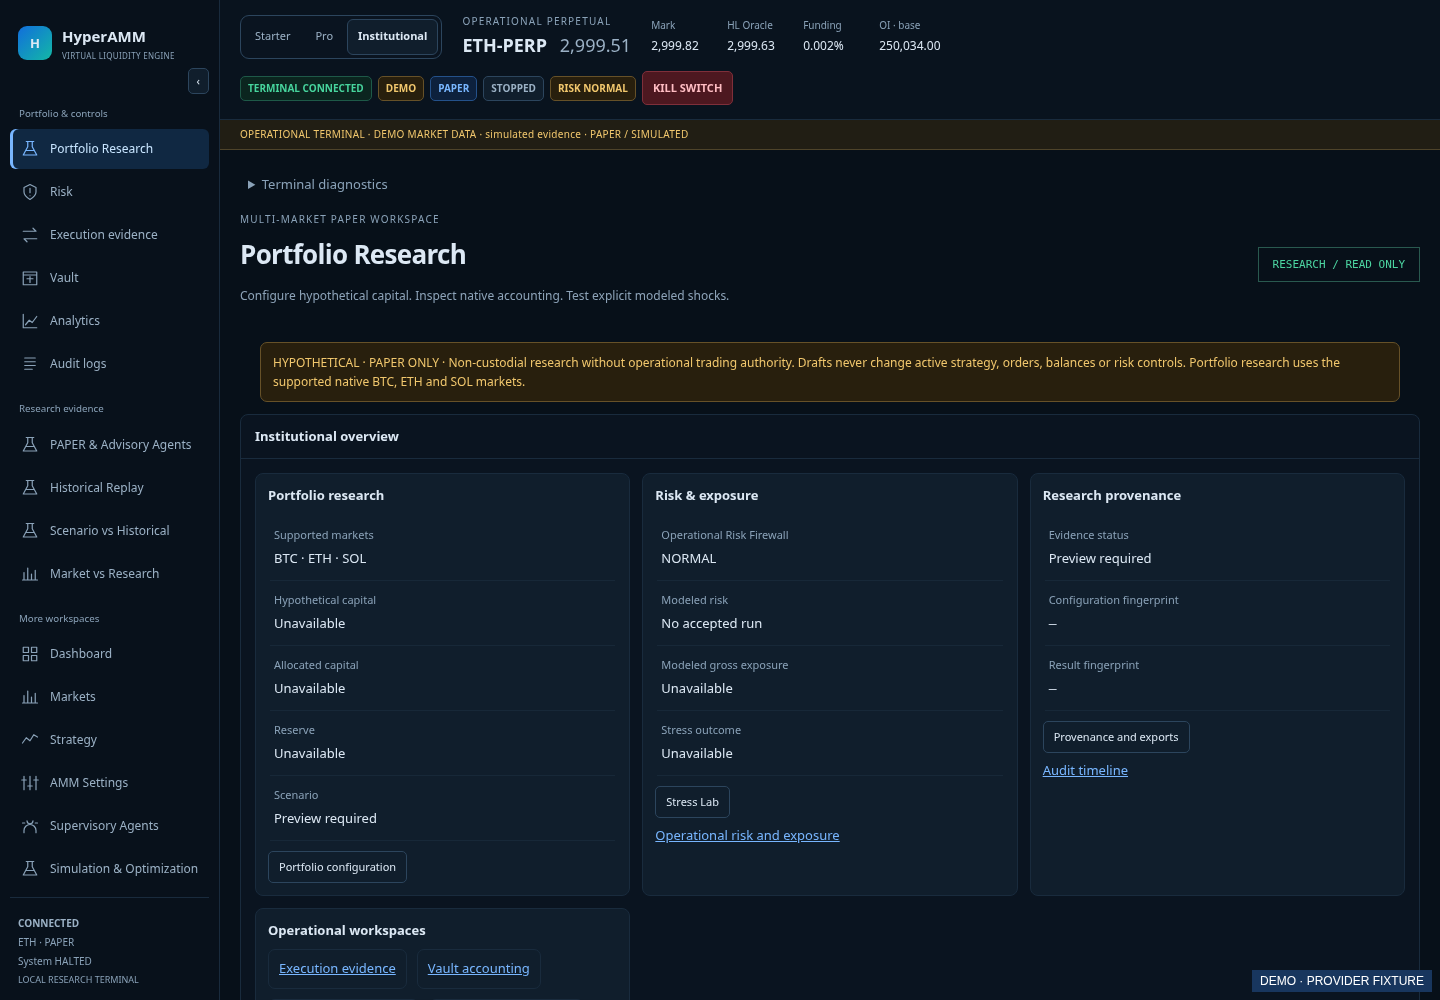 H
HyperAMM
VIRTUAL LIQUIDITY ENGINE
‹
Portfolio & controls
Portfolio Research
Risk
Execution evidence
Vault
Analytics
Audit logs
Research evidence
PAPER & Advisory Agents
Historical Replay
Scenario vs Historical
Market vs Research
More workspaces
Dashboard
Markets
Strategy
AMM Settings
Supervisory Agents
Simulation & Optimization
CONNECTED
ETH · PAPER
System HALTED
LOCAL RESEARCH TERMINAL
Starter Pro Institutional
OPERATIONAL PERPETUAL
ETH-PERP 2,999.51
Mark
2,999.82
HL Oracle
2,999.63
Funding
0.002%
OI · base
250,034.00
TERMINAL CONNECTED DEMO PAPER STOPPED RISK NORMAL KILL SWITCH
OPERATIONAL TERMINAL · DEMO MARKET DATA · simulated evidence · PAPER / SIMULATED
▶ Terminal diagnostics
MULTI-MARKET PAPER WORKSPACE
Portfolio Research
RESEARCH / READ ONLY
Configure hypothetical capital. Inspect native accounting. Test explicit modeled shocks.
HYPOTHETICAL · PAPER ONLY · Non-custodial research without operational trading authority. Drafts never change active strategy, orders, balances or risk controls. Portfolio research uses the
supported native BTC, ETH and SOL markets.
Institutional overview
Portfolio research
Supported markets
BTC · ETH · SOL
Hypothetical capital
Unavailable
Allocated capital
Unavailable
Reserve
Unavailable
Scenario
Preview required
Portfolio configuration
Risk & exposure
Operational Risk Firewall
NORMAL
Modeled risk
No accepted run
Modeled gross exposure
Unavailable
Stress outcome
Unavailable
Stress Lab
Operational risk and exposure
Research provenance
Evidence status
Preview required
Configuration fingerprint
—
Result fingerprint
—
Provenance and exports
Audit timeline
Operational workspaces
Execution evidence Vault accounting
DEMO · PROVIDER FIXTURE